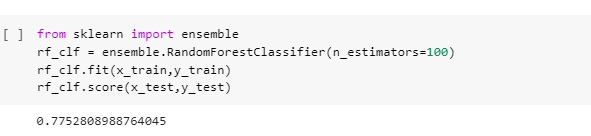 [ ] from sklearn import ensemble
rf_clf = ensemble.RandomForestClassifier(n_estimators=100)
rf_clf.fit(x_train,y_train)
rf_clf.score(x_test,y_test)
0.7752808988764045